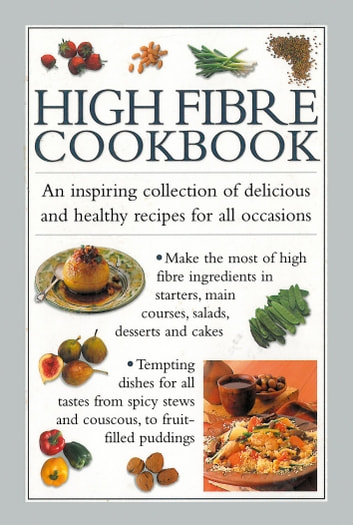 HIGH FIBRE
COOKBOOK
An inspiring collection of delicious
and healthy recipes for all occasions
• Make the most of high
fibre ingredients in
starters, main
courses, salads,
desserts and cakes
• Tempting
dishes for all
tastes from spicy stews
and couscous, to fruit-
filled puddings